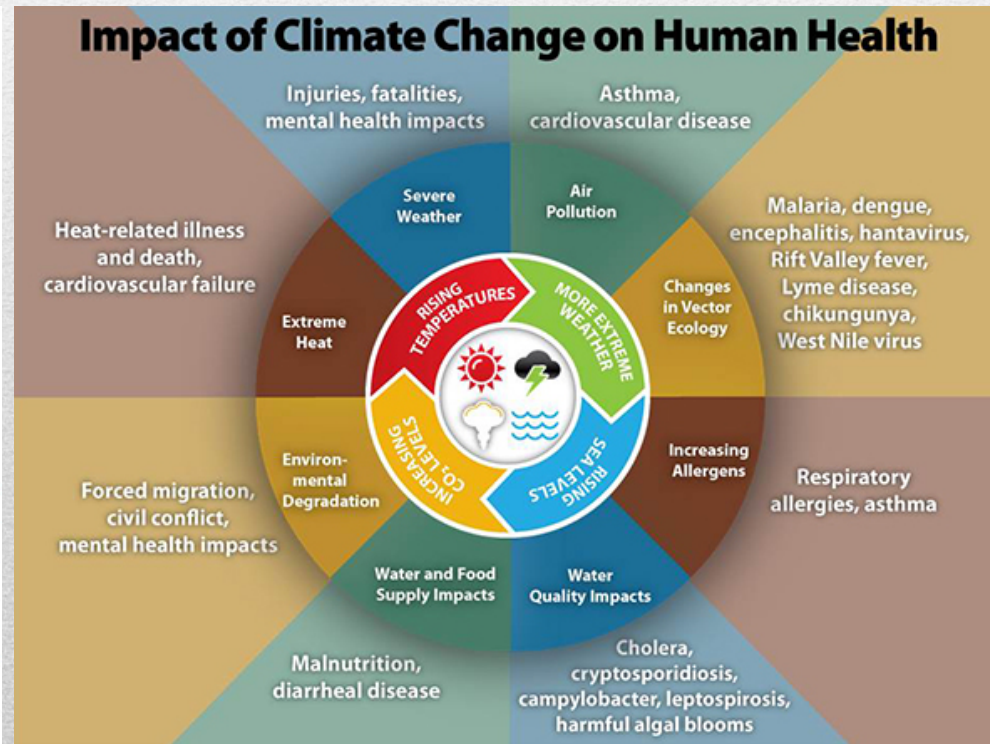 Impact of Climate Change on Human Health
Injuries, fatalities,
mental health impacts
Asthma,
cardiovascular disease
Malaria, dengue,
encephalitis, hantavirus,
Rift Valley fever,
Lyme disease,
chikungunya,
West Nile virus
Respiratory
allergies, asthma
Cholera,
cryptosporidiosis,
campylobacter, leptospirosis,
harmful algal blooms
Malnutrition,
diarrheal disease
Forced migration,
civil conflict,
mental health impacts
Heat-related illness
and death,
cardiovascular failure
Severe
Weather
Air
Pollution
Changes
in Vector
Ecology
Increasing
Allergens
Water
Quality Impacts
Water and Food
Supply Impacts
Environ-
mental
Degradation
Extreme
Heat
RISING
TEMPERATURES
MORE EXTREME
WEATHER
RISING
SEA LEVELS
INCREASING
CO₂ LEVELS